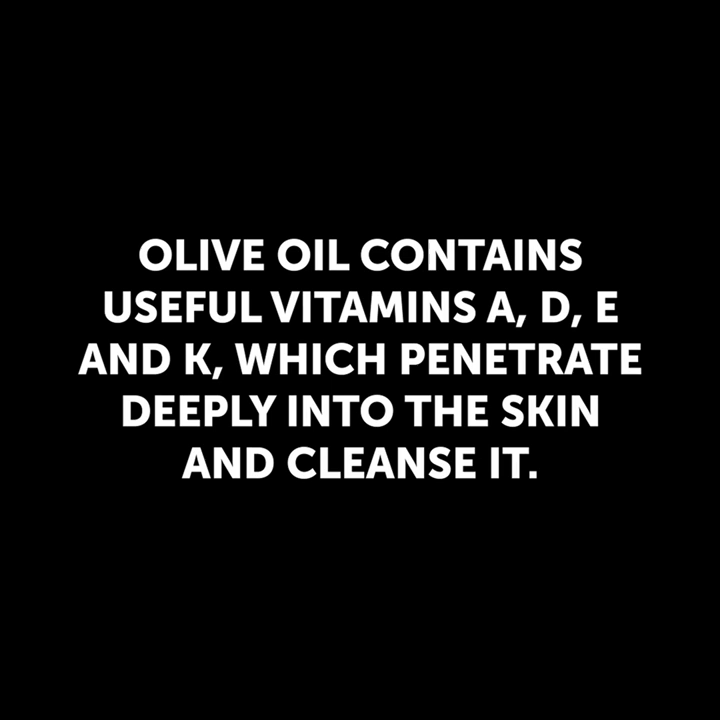 OLIVE OIL CONTAINS
USEFUL VITAMINS A, D, E
AND K, WHICH PENETRATE
DEEPLY INTO THE SKIN
AND CLEANSE IT.